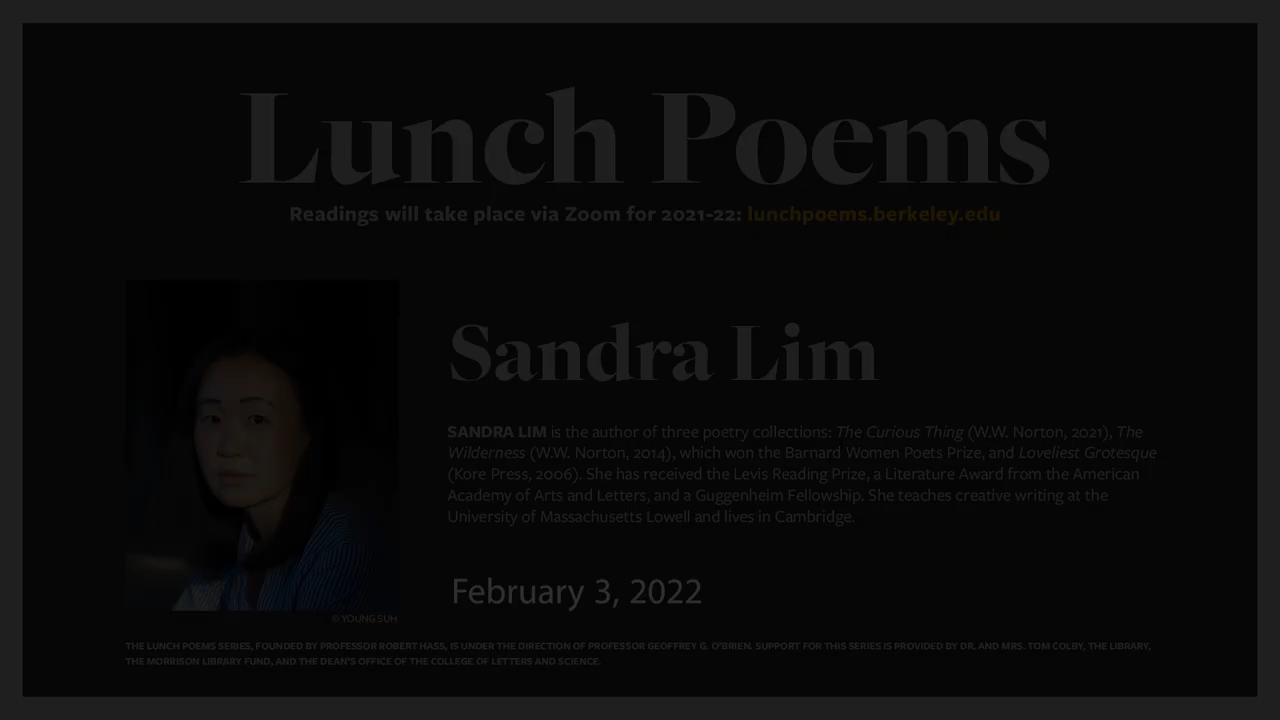 Lunch Poems
Readings will take place via Zoom for 2021-22: lunchpoems.berkeley.edu
Sandra Lim
SANDRA LIM is the author of three poetry collections: The Curious Thing (W.W. Norton, 2021), The
Wilderness (W.W. Norton, 2014), which won the Barnard Women Poets Prize, and Loveliest Grotesque
(Kore Press, 2006). She has received the Levis Reading Prize, a Literature Award from the American
Academy of Arts and Letters, and a Guggenheim Fellowship. She teaches creative writing at the
University of Massachusetts Lowell and lives in Cambridge.
February 3, 2022
© YOUNG SUH
THE LUNCH POEMS SERIES, FOUNDED BY PROFESSOR ROBERT HASS, IS UNDER THE DIRECTION OF PROFESSOR GEOFFREY G. O'BRIEN. SUPPORT FOR THIS SERIES IS PROVIDED BY DR. AND MRS. TOM COLBY, THE LIBRARY,
THE MORRISON LIBRARY FUND, AND THE DEAN'S OFFICE OF THE COLLEGE OF LETTERS AND SCIENCE.